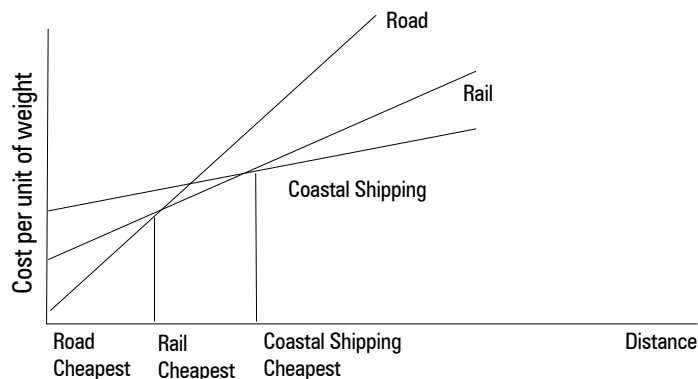 Road
Rail
Coastal Shipping
Cost per unit of weight
Road
Cheapest
Rail
Cheapest
Coastal Shipping
Cheapest
Distance